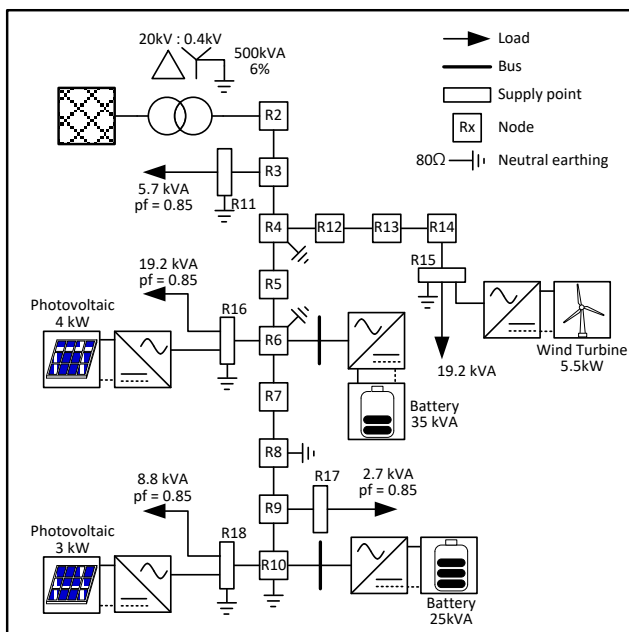 20kV : 0.4kV
500kVA
6%
Load
Bus
Supply point
Rx
Node
80Ω
Neutral earthing
R2
R3
R11
5.7 kVA
pf = 0.85
R4
R12
R13
R14
R15
19.2 kVA
Wind Turbine
5.5kW
R5
19.2 kVA
pf = 0.85
R16
Photovoltaic
4 kW
R6
Battery
35 kVA
R7
R8
R17
2.7 kVA
pf = 0.85
R9
8.8 kVA
pf = 0.85
R18
Photovoltaic
3 kW
R10
Battery
25kVA